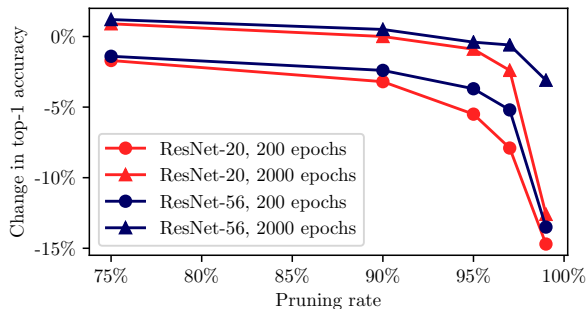 0%
-5%
-10%
-15%
Change in top-1 accuracy
ResNet-20, 200 epochs
ResNet-20, 2000 epochs
ResNet-56, 200 epochs
ResNet-56, 2000 epochs
75%
80%
85%
90%
95%
100%
Pruning rate